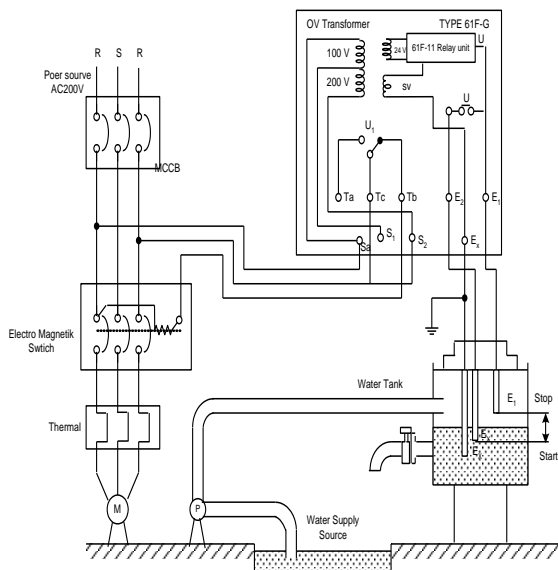 OV Transformer
TYPE 61F-G
R S R
Poer sourve
AC200V
100 V
24 V
61F-11 Relay unit
U
200 V
sv
U
U1
MCCB
Ta
Tc
Tb
E2
E1
Sa
S1
S2
Ex
Electro Magnetik
Swtich
Water Tank
E1
Stop
Thermal
Start
M
P
Water Supply
Source